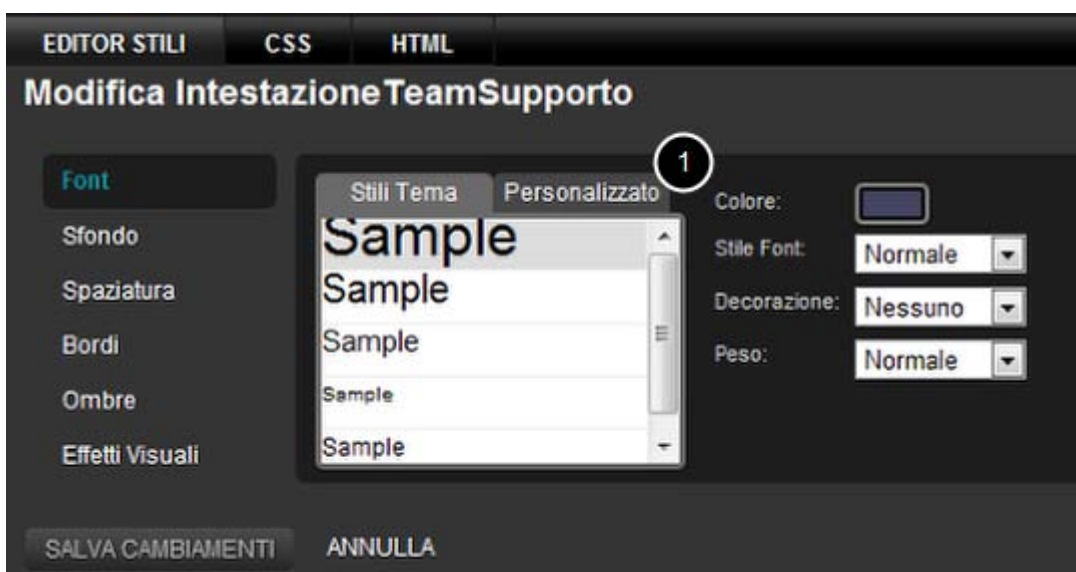 EDITOR STILI CSS HTML
Modifica IntestazioneTeamSupporto
1
Font
Sfondo
Spaziatura
Bordi
Ombre
Effetti Visuali
Stili Tema Personalizzato
Sample
Sample
Sample
Sample
Sample
Colore:
Stile Font: Normale
Decorazione: Nessuno
Peso: Normale
SALVA CAMBIAMENTI ANNULLA